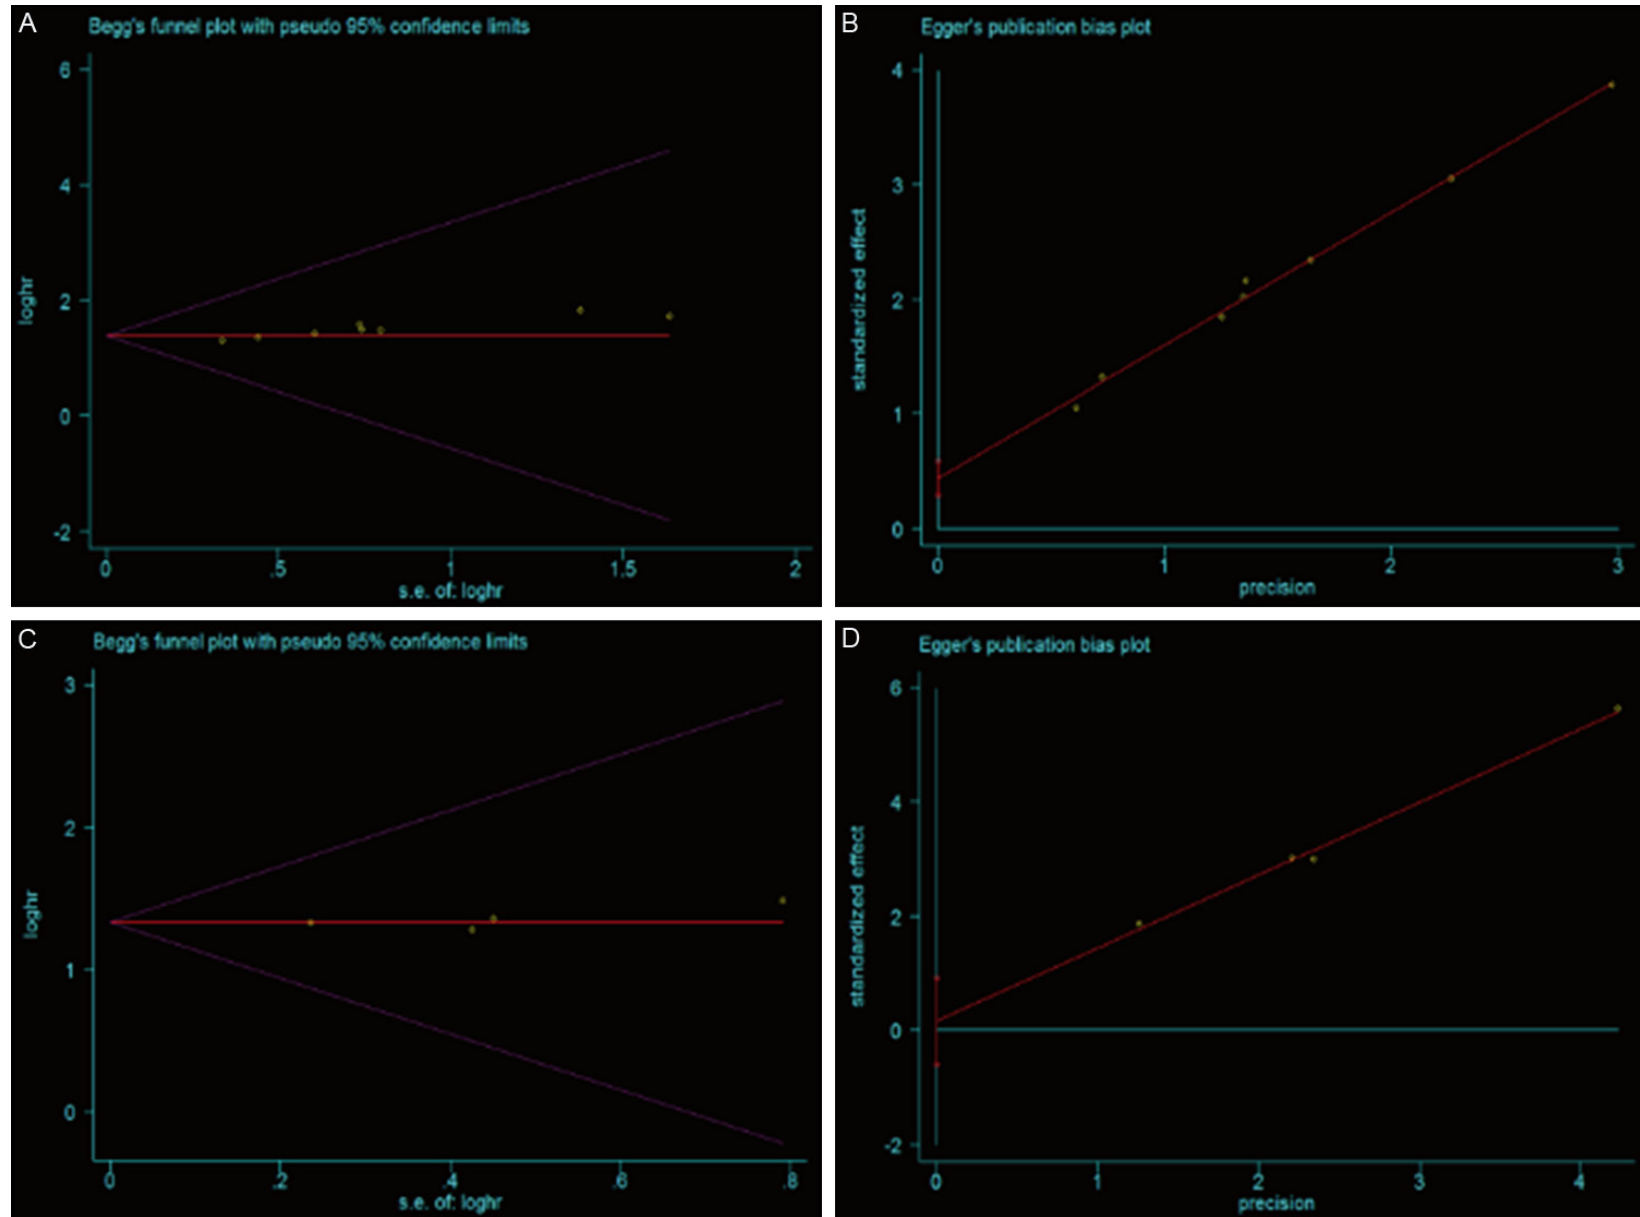 A
Begg's funnel plot with pseudo 95% confidence limits
6
4
2
0
-2
loghr
0 .5 1 1.5 2
s.e. of: loghr
B
Egger's publication bias plot
4
3
2
1
0
standardized effect
0 1 2 3
precision
C
Begg's funnel plot with pseudo 95% confidence limits
3
2
1
0
loghr
0 .2 .4 .6 .8
s.e. of: loghr
D
Egger's publication bias plot
6
4
2
0
-2
standardized effect
0 1 2 3 4
precision